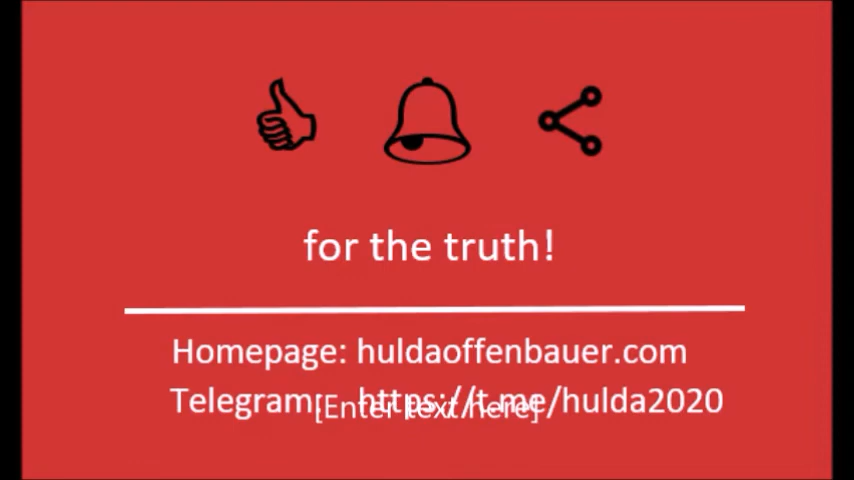 for the truth!
Homepage: huldaoffenbauer.com
Telegram: https://t.me/hulda2020
[Enter text here]